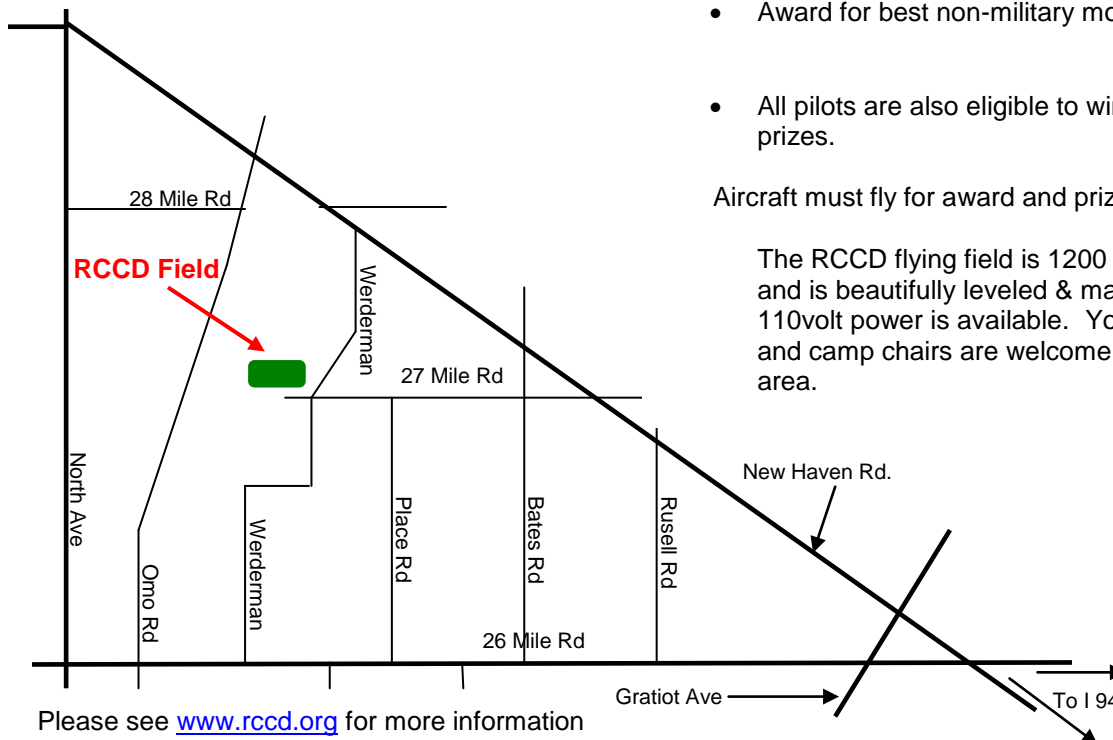 • Award for best non-military mo
• All pilots are also eligible to wi
prizes.
Aircraft must fly for award and priz
The RCCD flying field is 1200
and is beautifully leveled & ma
110volt power is available. Yo
and camp chairs are welcome
area.
28 Mile Rd
RCCD Field
Werderman
27 Mile Rd
New Haven Rd.
North Ave
Omo Rd
Werderman
Place Rd
Bates Rd
Rusell Rd
26 Mile Rd
Gratiot Ave
To I 94
Please see www.rccd.org for more information